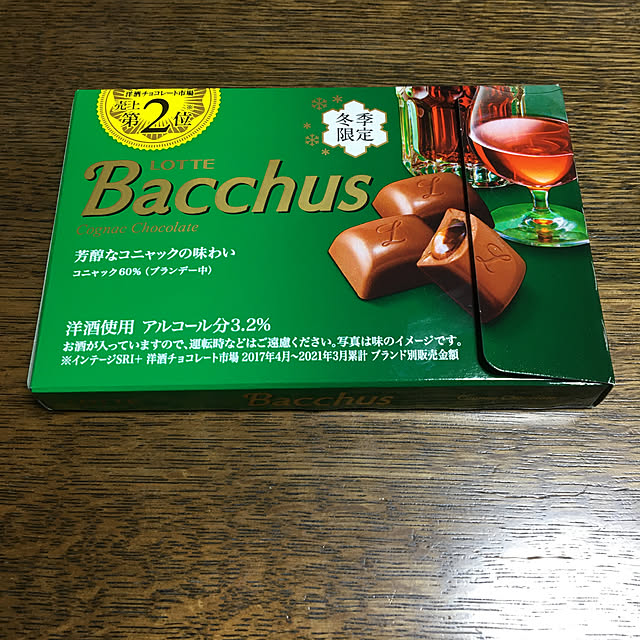 洋酒チョコレート市場
売上※
第2位
冬季
限定
LOTTE
Bacchus
Cognac Chocolate
芳醇なコニャックの味わい
コニャック60%(ブランデー中)
洋酒使用 アルコール分3.2%
お酒が入っていますので、運転時などはご遠慮ください。写真は味のイメージです。
※インテージSRI+ 洋酒チョコレート市場 2017年4月~2021年3月累計 ブランド別販売金額
Bacchus